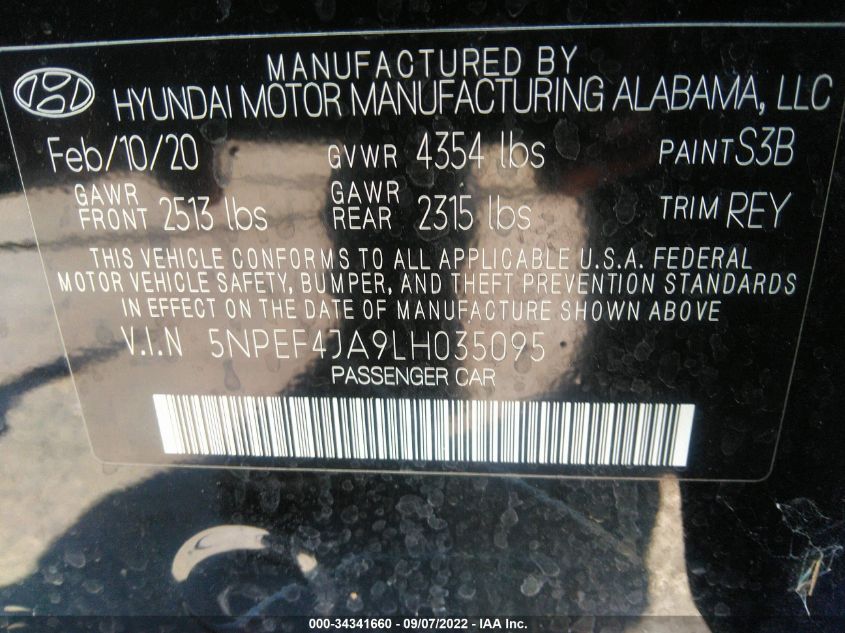 MANUFACTURED BY
HYUNDAI MOTOR MANUFACTURING ALABAMA, LLC
Feb/10/20 GVWR 4354 lbs PAINT S3B
GAWR FRONT 2513 lbs GAWR REAR 2315 lbs TRIM REY
THIS VEHICLE CONFORMS TO ALL APPLICABLE U.S.A. FEDERAL
MOTOR VEHICLE SAFETY, BUMPER, AND THEFT PREVENTION STANDARDS
IN EFFECT ON THE DATE OF MANUFACTURE SHOWN ABOVE
V.I.N 5NPEF4JA9LH035095
PASSENGER CAR
000-34341660 - 09/07/2022 - IAA Inc.